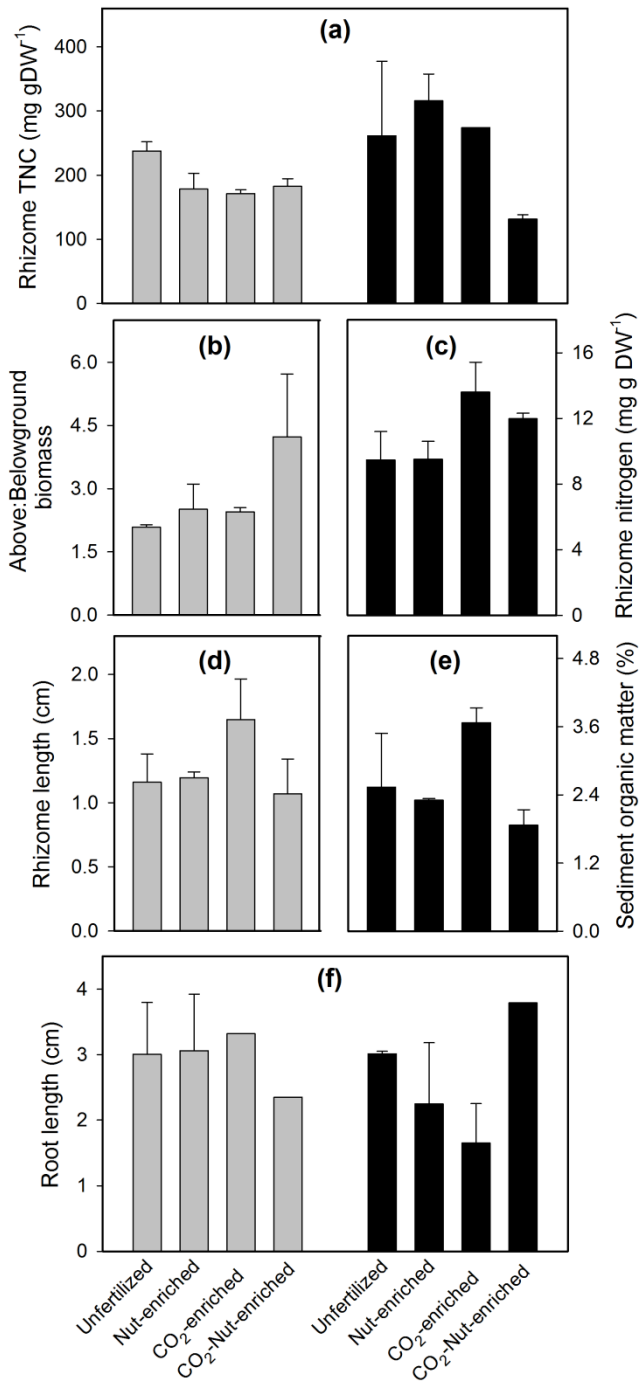 (a)
Rhizome TNC (mg gDW⁻¹)
400
300
200
100
0
(b)
Above:Belowground
biomass
6.0
4.5
3.0
1.5
0.0
(c)
Rhizome nitrogen (mg g DW⁻¹)
16
12
8
4
0
(d)
Rhizome length (cm)
2.0
1.5
1.0
0.5
0.0
(e)
Sediment organic matter (%)
4.8
3.6
2.4
1.2
0.0
(f)
Root length (cm)
4
3
2
1
0
Unfertilized
Nut-enriched
CO₂-enriched
CO₂-Nut-enriched
Unfertilized
Nut-enriched
CO₂-enriched
CO₂-Nut-enriched